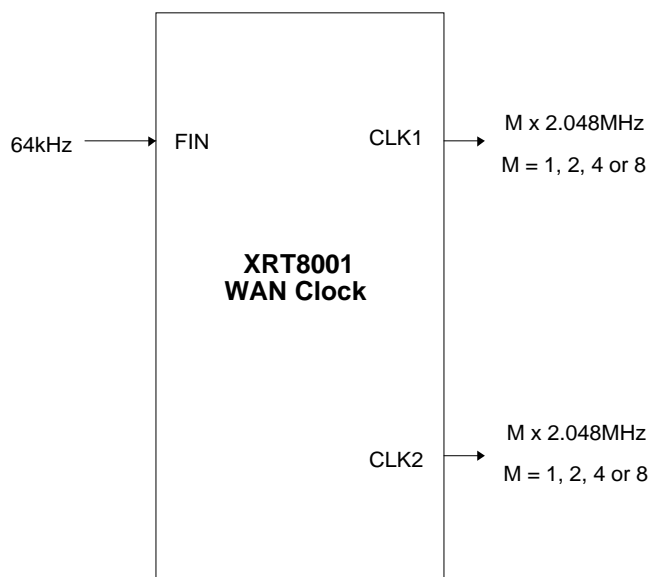 64kHz
FIN
CLK1
M x 2.048MHz
M = 1, 2, 4 or 8
XRT8001
WAN Clock
CLK2
M x 2.048MHz
M = 1, 2, 4 or 8